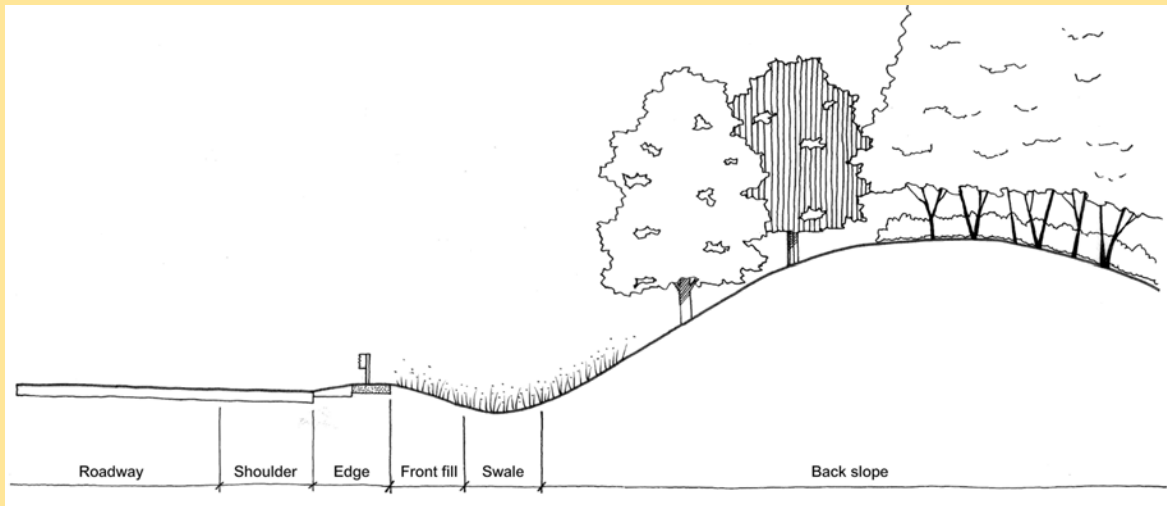 Roadway
Shoulder
Edge
Front fill
Swale
Back slope